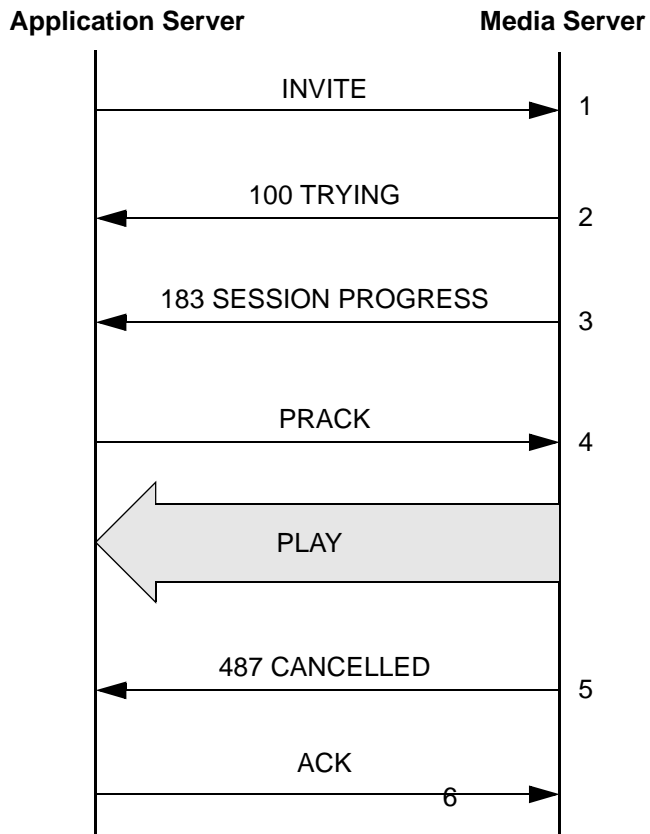 Application Server Media Server
INVITE 1
100 TRYING 2
183 SESSION PROGRESS 3
PRACK 4
PLAY
487 CANCELLED 5
ACK 6